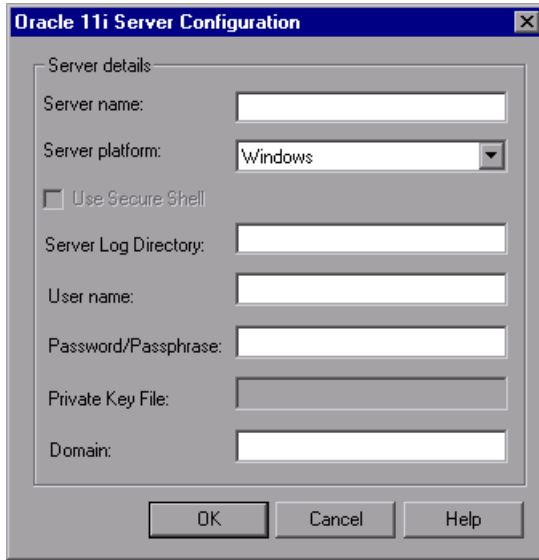 Oracle 11i Server Configuration
Server details
Server name:
Server platform: Windows
Use Secure Shell
Server Log Directory:
User name:
Password/Passphrase:
Private Key File:
Domain:
OK Cancel Help